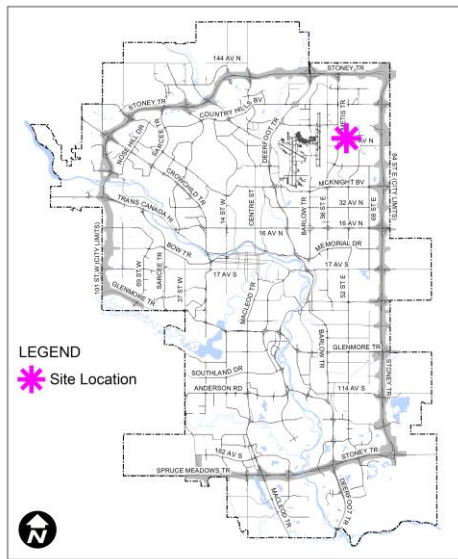 144 AV N
STONEY TR
STONEY TR
COUNTRY HILLS BV
METIS TR
NOSE HILL DR
SARCEE TR
DEERFOOT TR
AV N
CROWCHILD TR
84 ST E (CITY LIMITS)
MCKNIGHT BV
TRANS CANADA HI
14 ST W
CENTRE ST
BARLOW TR
36 ST E
32 AV N
68 ST E
16 AV N
16 AV N
101 ST W (CITY LIMITS)
BOW TR
MEMORIAL DR
17 AV S
17 AV S
69 ST W
SARCEE TR
37 ST W
MACLEOD TR
52 ST E
GLENMORE TR
BARLOW TR
GLENMORE TR
STONEY TR
LEGEND
Site Location
SOUTHLAND DR
ANDERSON RD
114 AV S
162 AV S
STONEY TR
SPRUCE MEADOWS TR
MACLEOD TR
DEERFOOT TR
N